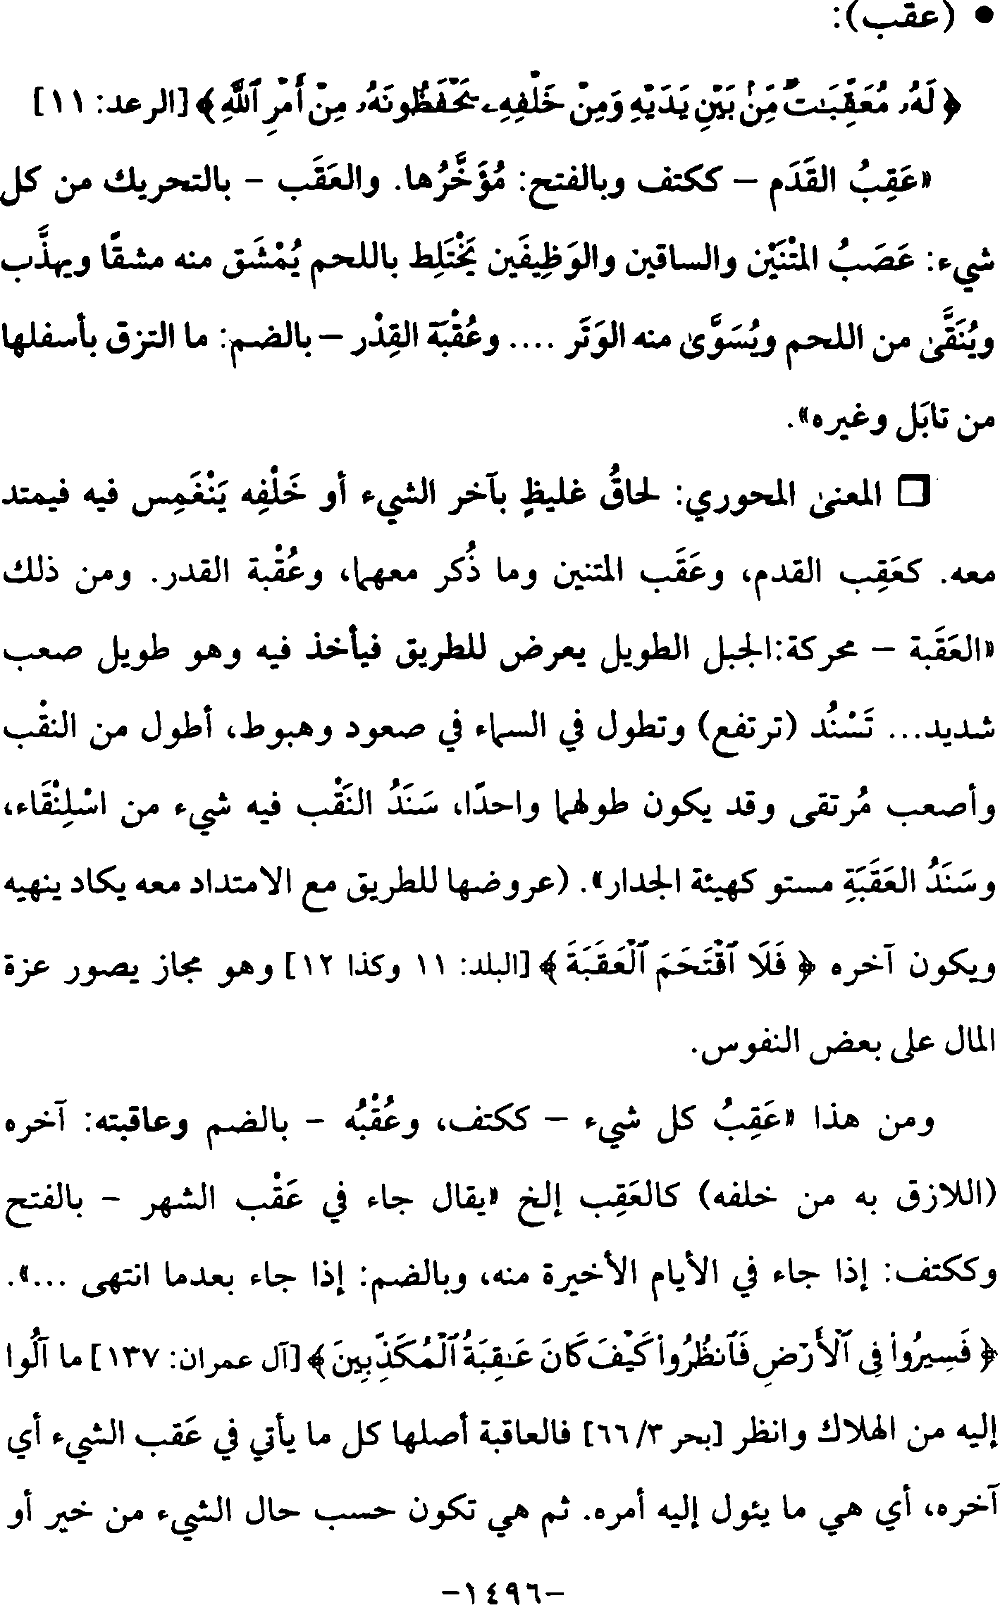 • (عقب):
﴿ لَهُۥ مُعَقِّبَـٰتٌ مِّنۢ بَيْنِ يَدَيْهِ وَمِنْ خَلْفِهِۦ يَحْفَظُونَهُۥ مِنْ أَمْرِ ٱللَّهِ ﴾ [الرعد: ١١]
«عَقِبُ القَدَم – ككتف وبالفتح: مُؤَخَّرُها. والعَقَب – بالتحريك من كل
شيء: عَصَبُ المَتْنَيْن والساقين والوَظِيفَين يَخْتَلِط باللحم يُمْشَق منه مشقًا ويهذَّب
ويُنَقَّىٰ من اللحم ويُسَوَّىٰ منه الوَتَر .... وعُقْبَة القِدْر – بالضم: ما التزق بأسفلها
من تابَل وغيره».
□ المعنىٰ المحوري: لحاقُ غليظٍ بآخر الشيء أو خَلْفِه يَنْغَمِس فيه فيمتد
معه. كعَقِب القدم، وعَقَب المتنين وما ذُكر معهما، وعُقْبة القدر. ومن ذلك
«العَقَبة – محركة:الجبل الطويل يعرض للطريق فيأخذ فيه وهو طويل صعب
شديد... تَسْنُد (ترتفع) وتطول في السماء في صعود وهبوط، أطول من النقْب
وأصعب مُرتقى وقد يكون طولهما واحدًا، سَنَدُ النَقْب فيه شيء من اسْلِنْقَاء،
وسَنَدُ العَقَبَةِ مستو كهيئة الجدار». (عروضها للطريق مع الامتداد معه يكاد ينهيه
ويكون آخره ﴿ فَلَا ٱقْتَحَمَ ٱلْعَقَبَةَ ﴾ [البلد: ١١ وكذا ١٢] وهو مجاز يصور عزة
المال على بعض النفوس.
ومن هذا «عَقِبُ كل شيء – ككتف، وعُقْبُه – بالضم وعاقبته: آخره
(اللازق به من خلفه) كالعَقِب إلخ «يقال جاء في عَقْب الشهر – بالفتح
وككتف: إذا جاء في الأيام الأخيرة منه، وبالضم: إذا جاء بعدما انتهى ...».
﴿ فَسِيرُوا۟ فِى ٱلْأَرْضِ فَٱنظُرُوا۟ كَيْفَ كَانَ عَـٰقِبَةُ ٱلْمُكَذِّبِينَ ﴾ [آل عمران: ١٣٧] ما آلُوا
إليه من الهلاك وانظر [بحر ٣/ ٦٦] فالعاقبة أصلها كل ما يأتي في عَقب الشيء أي
آخره، أي هي ما يئول إليه أمره. ثم هي تكون حسب حال الشيء من خير أو
–١٤٩٦–